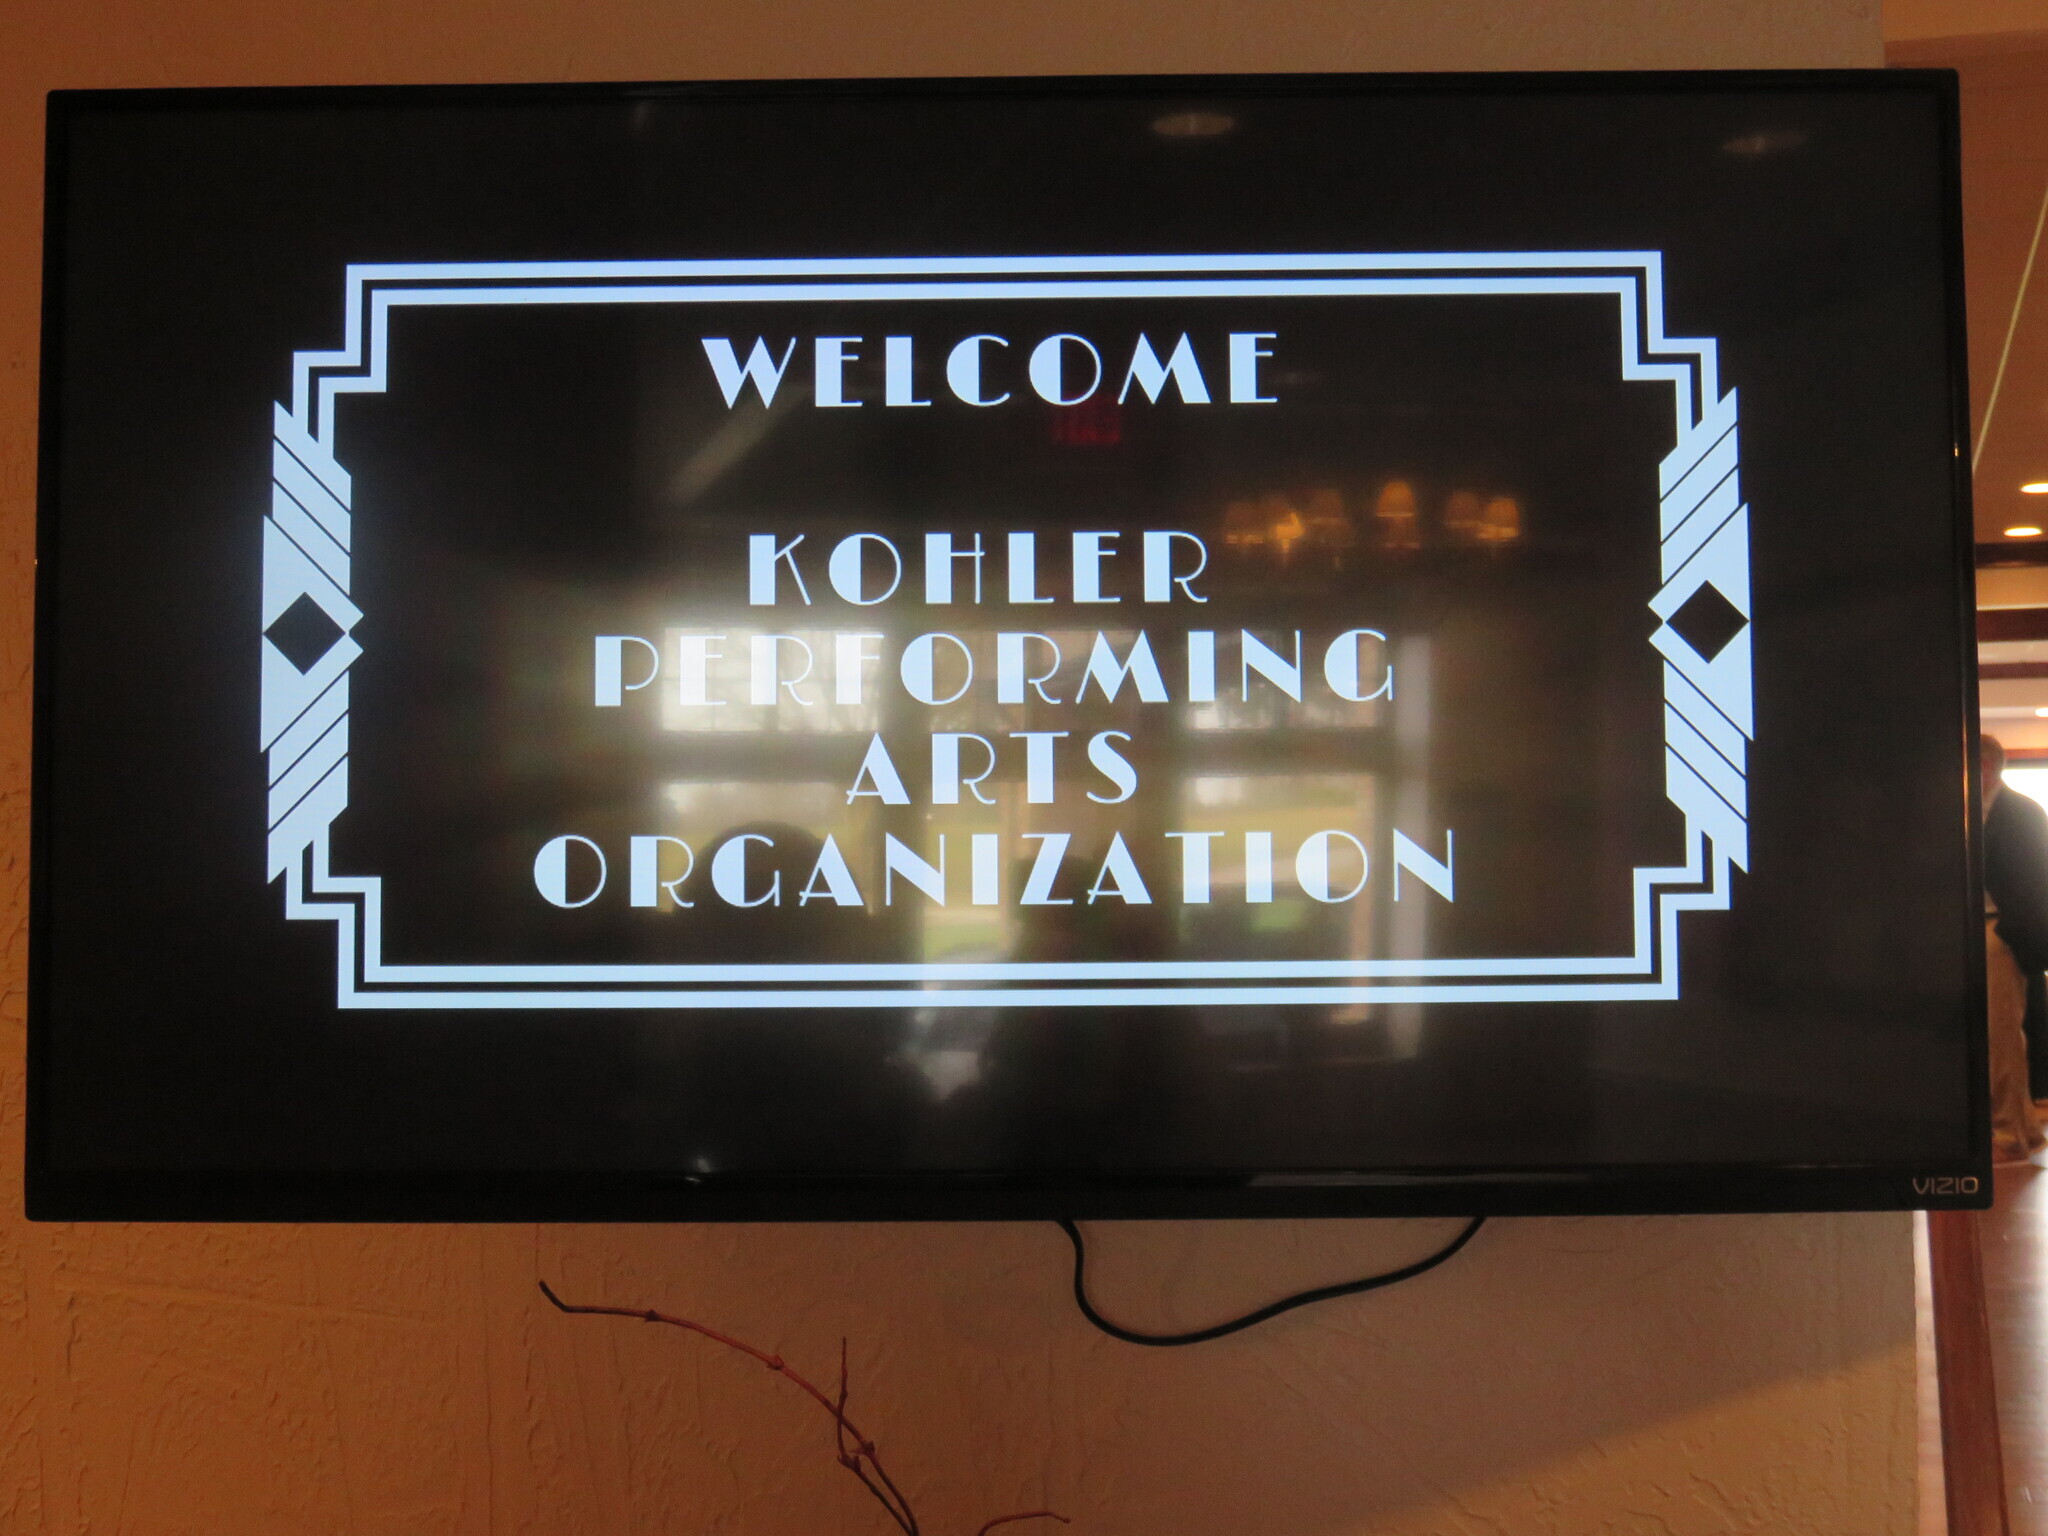 WELCOME
KOHLER
PERFORMING
ARTS
ORGANIZATION
VIZIO